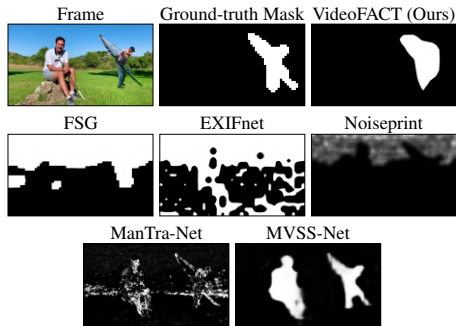 Frame
Ground-truth Mask
VideoFACT (Ours)
FSG
EXIFnet
Noiseprint
ManTra-Net
MVSS-Net